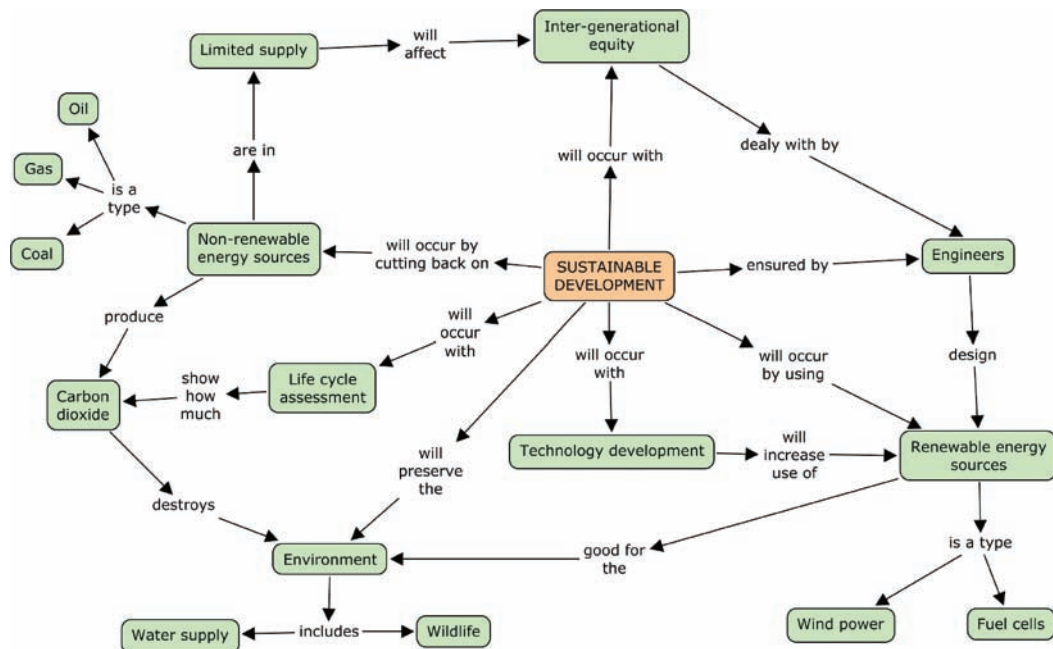 Limited supply
will
affect
Inter-generational
equity
Oil
Gas
Coal
is a
type
are in
will occur with
dealy with by
Non-renewable
energy sources
will occur by
cutting back on
SUSTAINABLE
DEVELOPMENT
ensured by
Engineers
produce
will
occur
with
will occur
with
will occur
by using
design
Carbon
dioxide
show
how
much
Life cycle
assessment
will
preserve
the
Technology development
will
increase
use of
Renewable energy
sources
destroys
Environment
good for
the
is a type
Water supply
includes
Wildlife
Wind power
Fuel cells